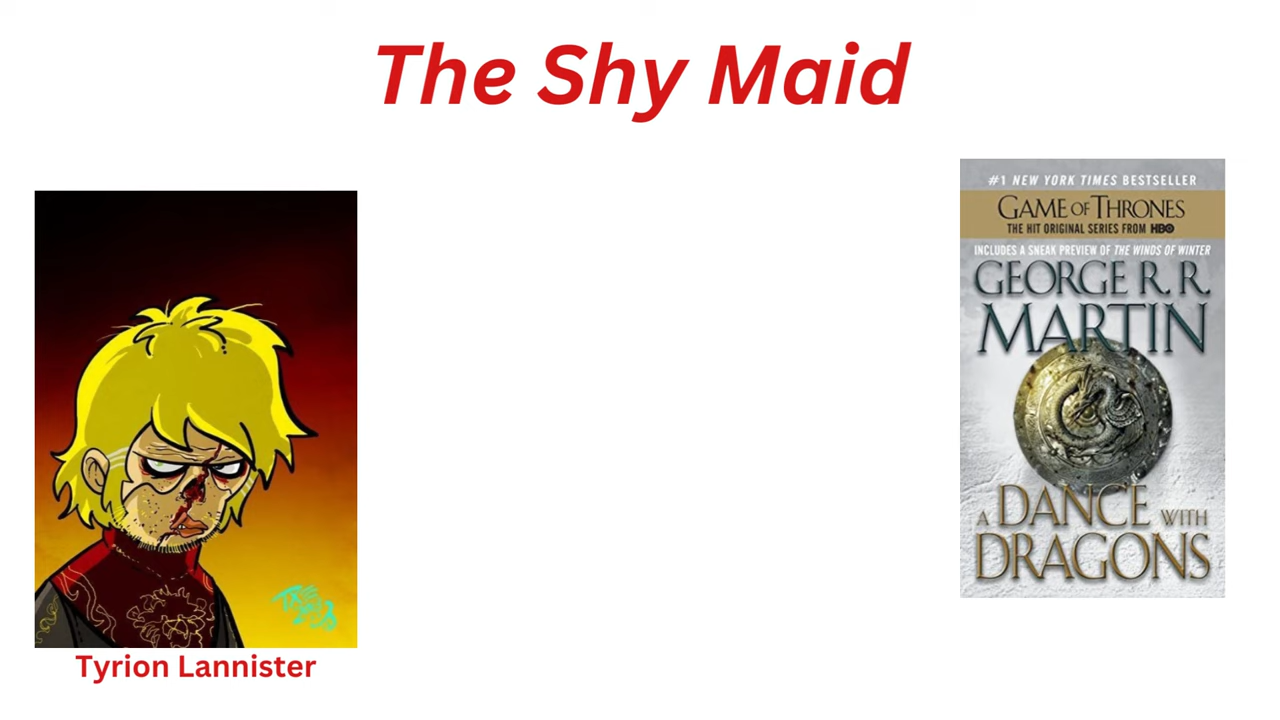 The Shy Maid
#1 NEW YORK TIMES BESTSELLER
GAME OF THRONES
THE HIT ORIGINAL SERIES FROM HBO
INCLUDES A SNEAK PREVIEW OF THE WINDS OF WINTER
GEORGE R. R.
MARTIN
A DANCE WITH
DRAGONS
Tyrion Lannister